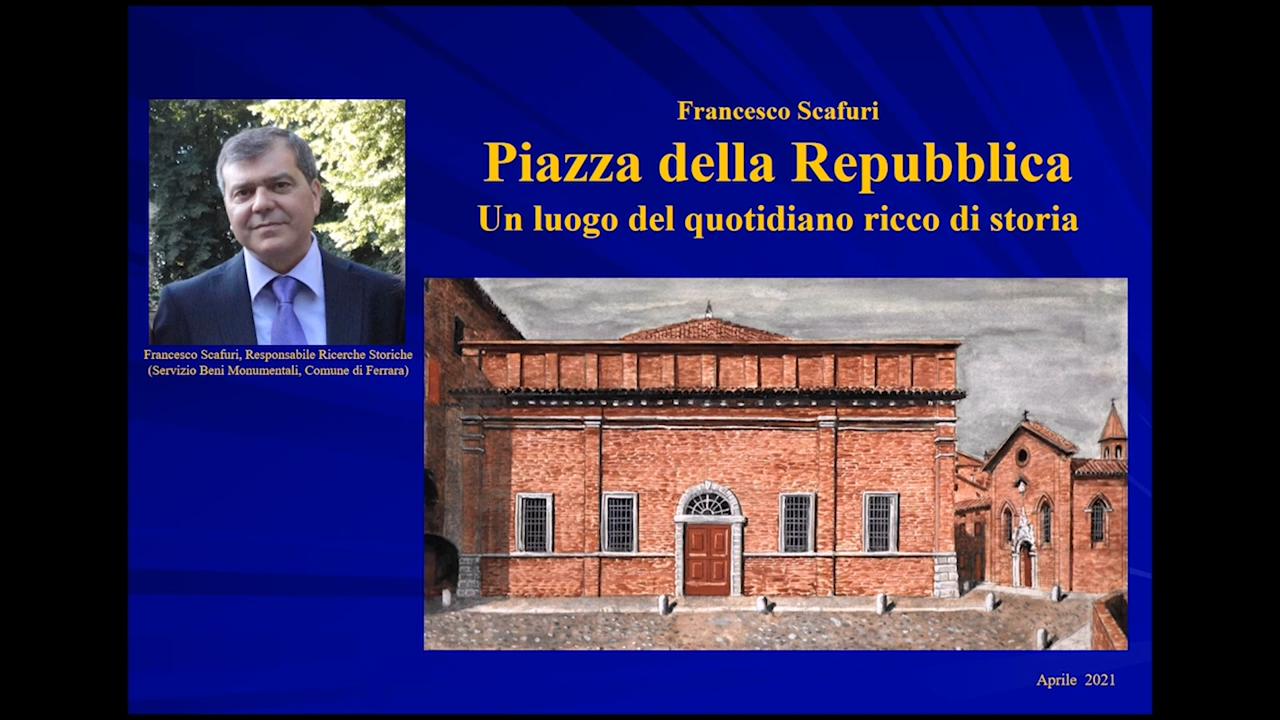 Francesco Scafuri
Piazza della Repubblica
Un luogo del quotidiano ricco di storia
Francesco Scafuri, Responsabile Ricerche Storiche
(Servizio Beni Monumentali, Comune di Ferrara)
Aprile 2021